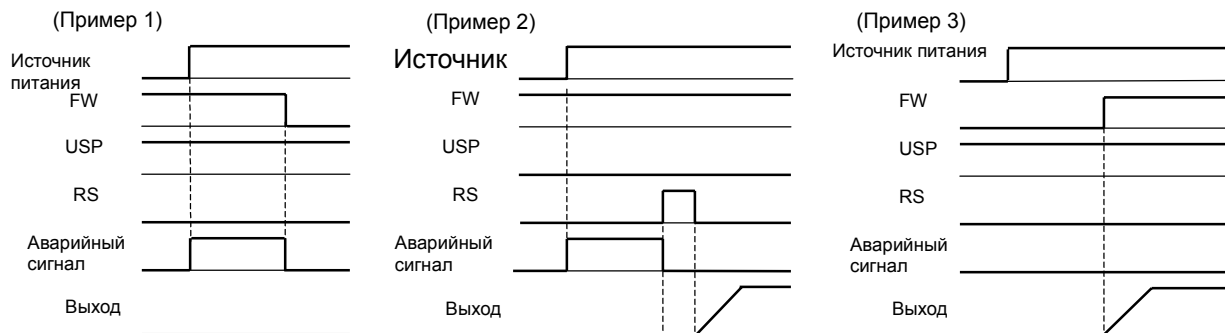 (Пример 1)
Источник
питания
FW
USP
RS
Аварийный
сигнал
Выход
(Пример 2)
Источник
FW
USP
RS
Аварийный
сигнал
Выход
(Пример 3)
Источник питания
FW
USP
RS
Аварийный
сигнал
Выход